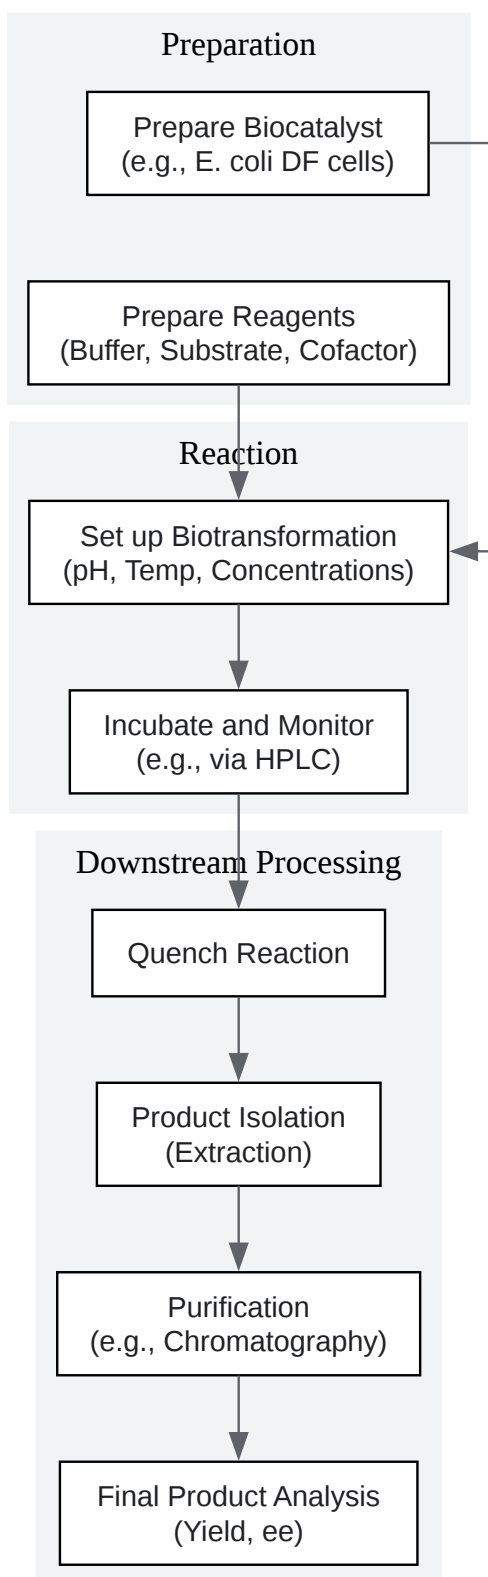 Preparation
Prepare Biocatalyst
(e.g., E. coli DF cells)
Prepare Reagents
(Buffer, Substrate, Cofactor)
Reaction
Set up Biotransformation
(pH, Temp, Concentrations)
Incubate and Monitor
(e.g., via HPLC)
Downstream Processing
Quench Reaction
Product Isolation
(Extraction)
Purification
(e.g., Chromatography)
Final Product Analysis
(Yield, ee)